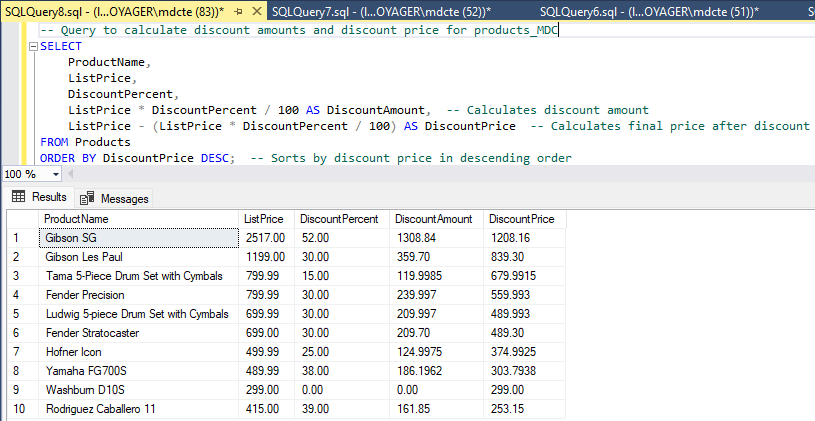 SQLQuery8.sql - (l...OYAGER\mdcte (83))* SQLQuery7.sql - (l...OYAGER\mdcte (52))* SQLQuery6.sql - (l...OYAGER\mdcte (51))*
-- Query to calculate discount amounts and discount price for products_MDC
SELECT
ProductName,
ListPrice,
DiscountPercent,
ListPrice * DiscountPercent / 100 AS DiscountAmount, -- Calculates discount amount
ListPrice - (ListPrice * DiscountPercent / 100) AS DiscountPrice -- Calculates final price after discount
FROM Products
ORDER BY DiscountPrice DESC; -- Sorts by discount price in descending order
100 %
Results Messages
ProductName ListPrice DiscountPercent DiscountAmount DiscountPrice
1 Gibson SG 2517.00 52.00 1308.84 1208.16
2 Gibson Les Paul 1199.00 30.00 359.70 839.30
3 Tama 5-Piece Drum Set with Cymbals 799.99 15.00 119.9985 679.9915
4 Fender Precision 799.99 30.00 239.997 559.993
5 Ludwig 5-piece Drum Set with Cymbals 699.99 30.00 209.997 489.993
6 Fender Stratocaster 699.00 30.00 209.70 489.30
7 Hofner Icon 499.99 25.00 124.9975 374.9925
8 Yamaha FG700S 489.99 38.00 186.1962 303.7938
9 Washburn D10S 299.00 0.00 0.00 299.00
10 Rodriguez Caballero 11 415.00 39.00 161.85 253.15